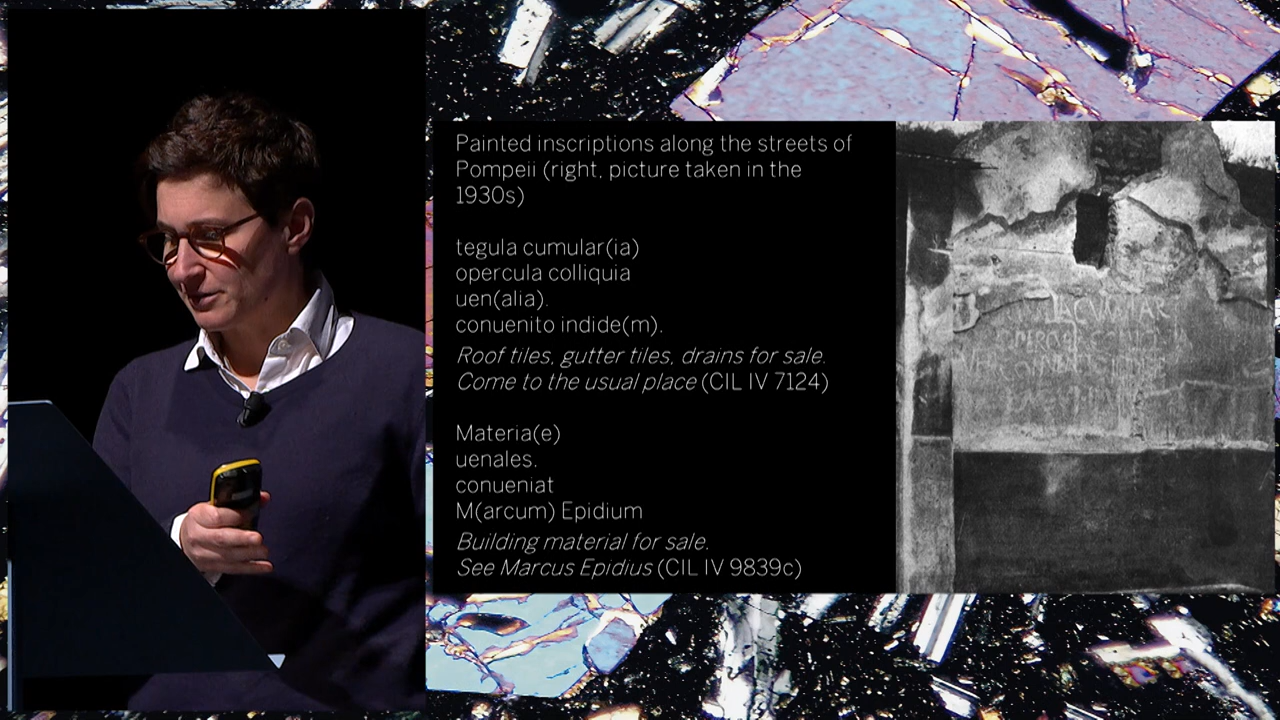 Painted inscriptions along the streets of
Pompeii (right, picture taken in the
1930s)
tegula cumular(ia)
opercula colliquia
uen(alia).
conuenito indide(m).
Roof tiles, gutter tiles, drains for sale.
Come to the usual place (CIL IV 7124)
Materia(e)
uenales.
conueniat
M(arcum) Epidium
Building material for sale.
See Marcus Epidius (CIL IV 9839c)